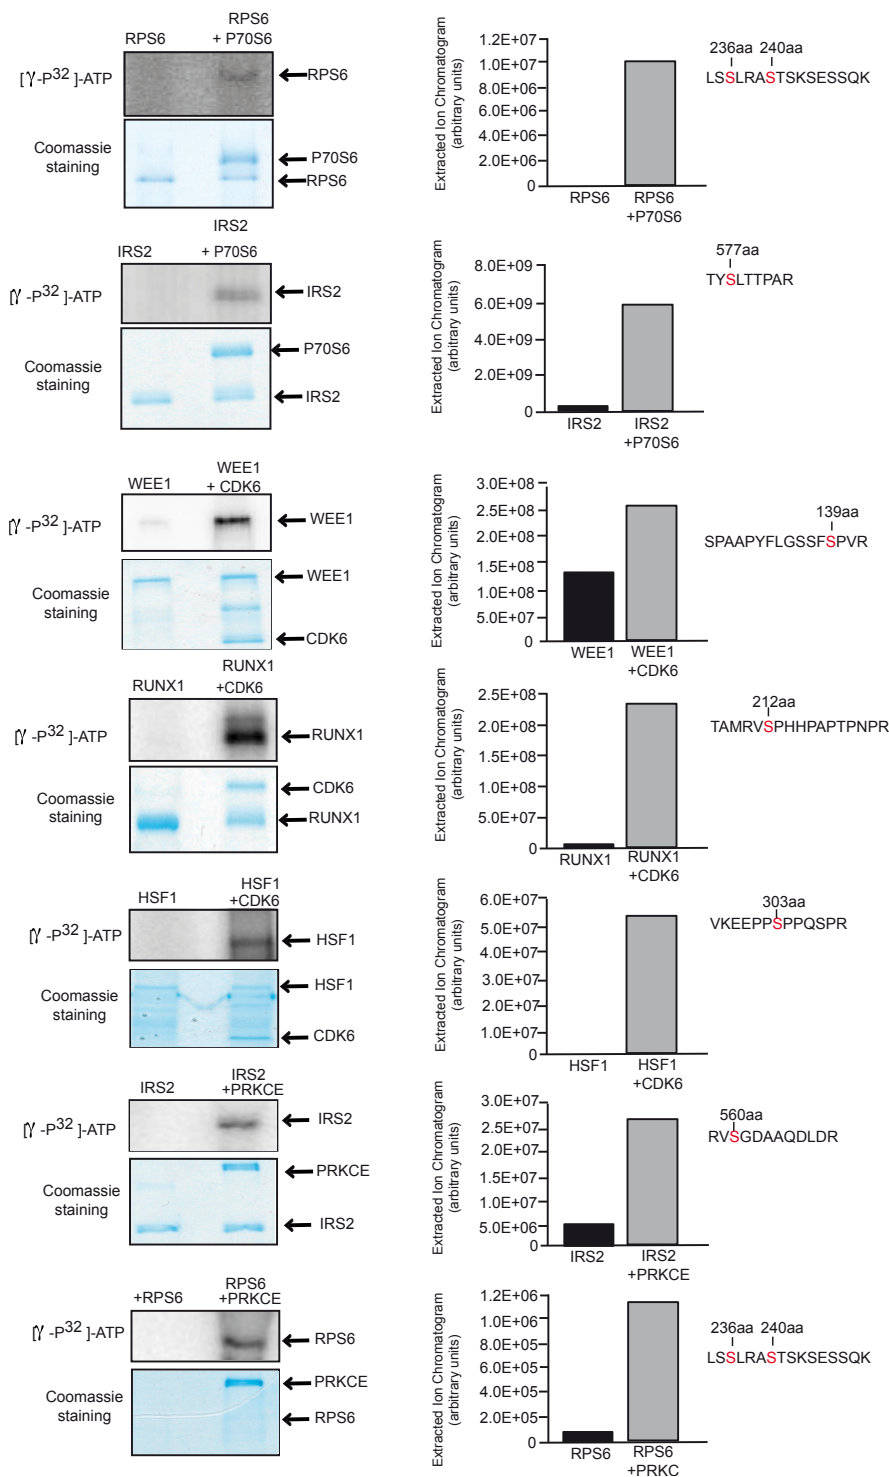 RPS6
RPS6
+ P70S6
[γ-P32 ]-ATP
RPS6
Coomassie
staining
P70S6
RPS6
Extracted Ion Chromatogram
(arbitrary units)
1.2E+07
1.0E+07
8.0E+06
6.0E+06
4.0E+06
2.0E+06
0
RPS6
RPS6
+P70S6
236aa 240aa
LSSLRASTSKSESSQK
IRS2
IRS2
+ P70S6
[γ-P32 ]-ATP
IRS2
Coomassie
staining
P70S6
IRS2
Extracted Ion Chromatogram
(arbitrary units)
8.0E+09
6.0E+09
4.0E+09
2.0E+09
0
IRS2
IRS2
+P70S6
577aa
TYSLTTPAR
WEE1
WEE1
+ CDK6
[γ -P32 ]-ATP
WEE1
Coomassie
staining
WEE1
CDK6
Extracted Ion Chromatogram
(arbitrary units)
3.0E+08
2.5E+08
2.0E+08
1.5E+08
1.0E+08
5.0E+07
0
WEE1
WEE1
+CDK6
139aa
SPAAPYFLGSSFSPVR
RUNX1
RUNX1
+CDK6
[γ -P32 ]-ATP
RUNX1
Coomassie
staining
CDK6
RUNX1
Extracted Ion Chromatogram
(arbitrary units)
2.5E+08
2.0E+08
1.0E+08
1.0E+08
5.0E+07
0
RUNX1
RUNX1
+CDK6
212aa
TAMRVSPHHPAPTPNPR
HSF1
HSF1
+CDK6
[γ -P32 ]-ATP
HSF1
Coomassie
staining
HSF1
CDK6
Extracted Ion Chromatogram
(arbitrary units)
6.0E+07
5.0E+07
4.0E+07
3.0E+07
2.0E+07
1.0E+07
0
HSF1
HSF1
+CDK6
303aa
VKEEPPSPPQSPR
IRS2
IRS2
+PRKCE
[γ -P32 ]-ATP
IRS2
Coomassie
staining
PRKCE
IRS2
Extracted Ion Chromatogram
(arbitrary units)
3.0E+07
2.0E+07
2.0E+07
1.0E+07
1.0E+07
5.0E+06
0
IRS2
IRS2
+PRKCE
560aa
RVSGDAAQDLDR
+RPS6
RPS6
+PRKCE
[γ -P32 ]-ATP
RPS6
Coomassie
staining
PRKCE
RPS6
Extracted Ion Chromatogram
(arbitrary units)
1.2E+06
1.0E+06
8.0E+05
6.0E+05
4.0E+05
2.0E+05
0
RPS6
RPS6
+PRKC
236aa 240aa
LSSLRASTSKSESSQK